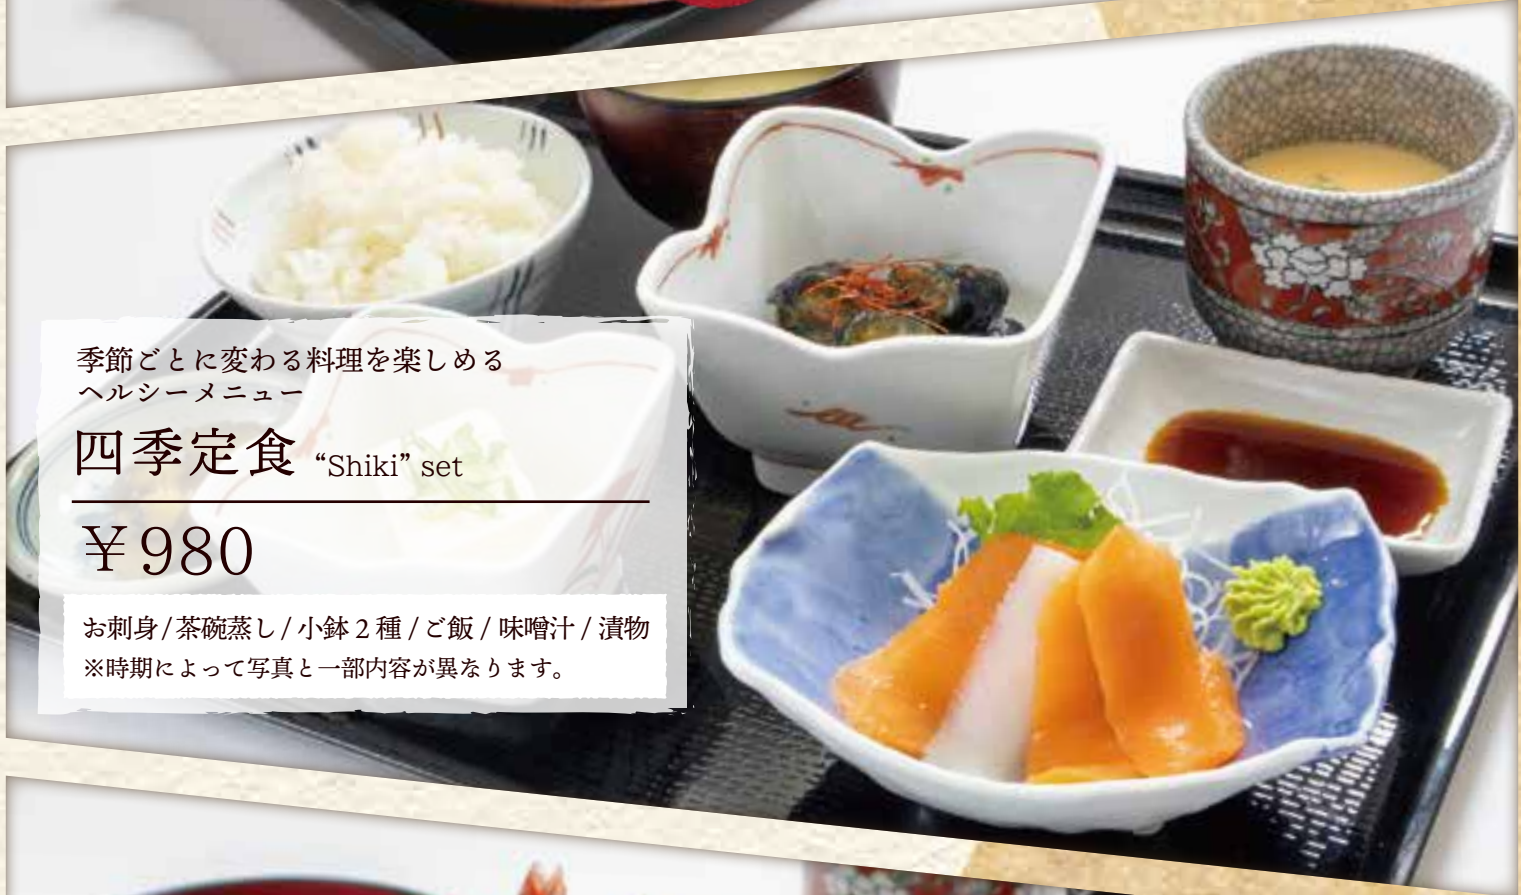 季節ごとに変わる料理を楽しめる
ヘルシーメニュー
四季定食 “Shiki” set
￥980
お刺身/茶碗蒸し/小鉢2種/ご飯/味噌汁/漬物
※時期によって写真と一部内容が異なります。